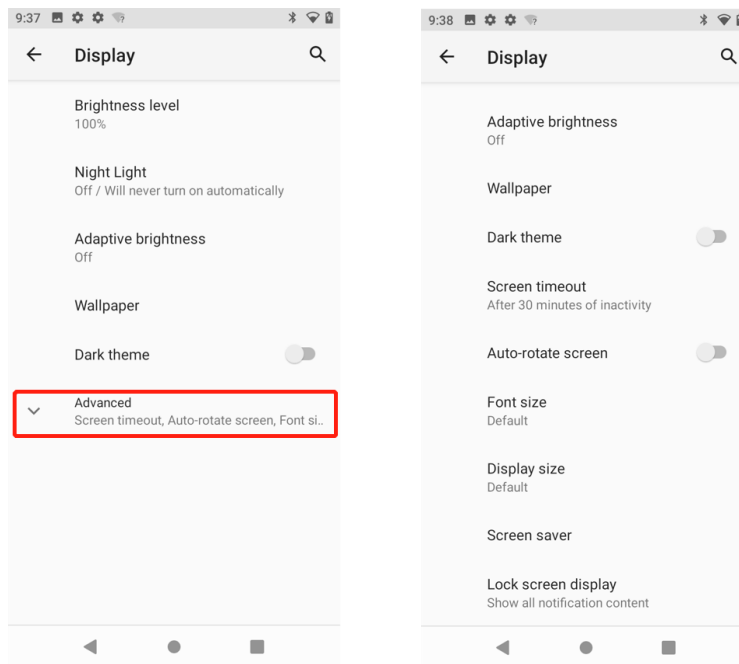 9:37
Display
Brightness level
100%
Night Light
Off / Will never turn on automatically
Adaptive brightness
Off
Wallpaper
Dark theme
Advanced
Screen timeout, Auto-rotate screen, Font si..
9:38
Display
Adaptive brightness
Off
Wallpaper
Dark theme
Screen timeout
After 30 minutes of inactivity
Auto-rotate screen
Font size
Default
Display size
Default
Screen saver
Lock screen display
Show all notification content